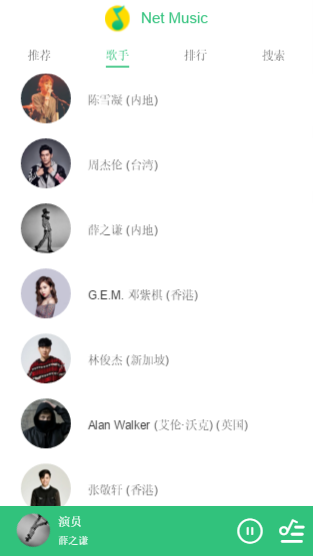 Net Music
推荐 歌手 排行 搜索
陈雪凝 (内地)
周杰伦 (台湾)
薛之谦 (内地)
G.E.M. 邓紫棋 (香港)
林俊杰 (新加坡)
Alan Walker (艾伦·沃克) (英国)
张敬轩 (香港)
演员
薛之谦